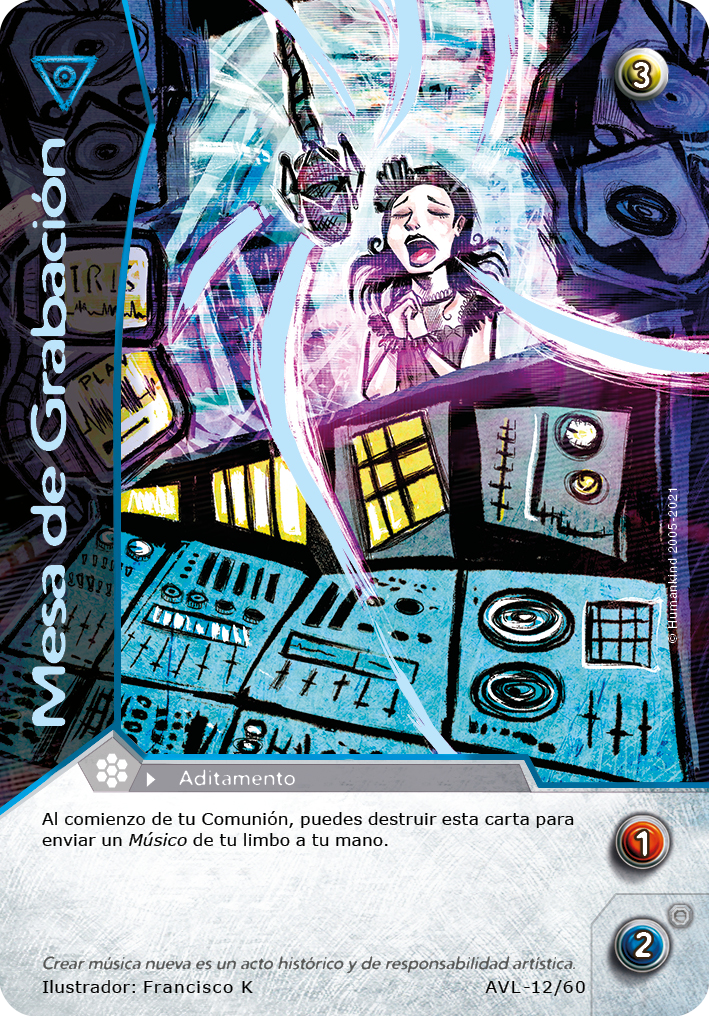 3
Mesa de Grabación
IRIS
PLAN
© Humankind 2005-2021
Aditamento
Al comienzo de tu Comunión, puedes destruir esta carta para
enviar un Músico de tu limbo a tu mano.
1
2
Crear música nueva es un acto histórico y de responsabilidad artística.
Ilustrador: Francisco K
AVL-12/60